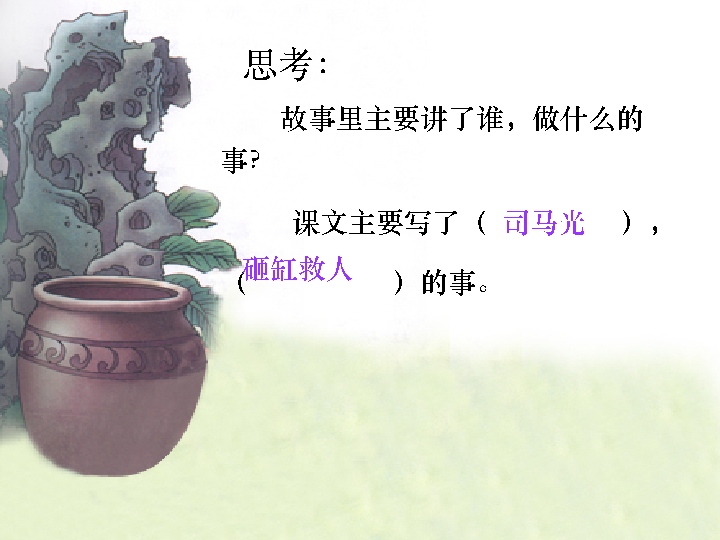 思考：
故事里主要讲了谁，做什么的
事？
课文主要写了（ 司马光 ），
（砸缸救人 ）的事。